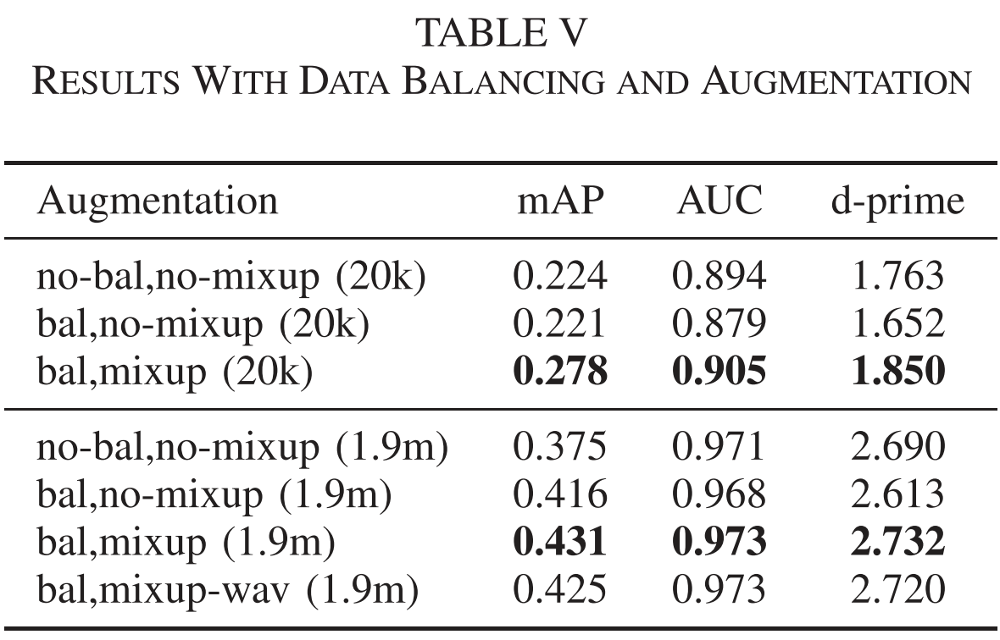 TABLE V
RESULTS WITH DATA BALANCING AND AUGMENTATION
Augmentation mAP AUC d-prime
no-bal,no-mixup (20k) 0.224 0.894 1.763
bal,no-mixup (20k) 0.221 0.879 1.652
bal,mixup (20k) 0.278 0.905 1.850
no-bal,no-mixup (1.9m) 0.375 0.971 2.690
bal,no-mixup (1.9m) 0.416 0.968 2.613
bal,mixup (1.9m) 0.431 0.973 2.732
bal,mixup-wav (1.9m) 0.425 0.973 2.720